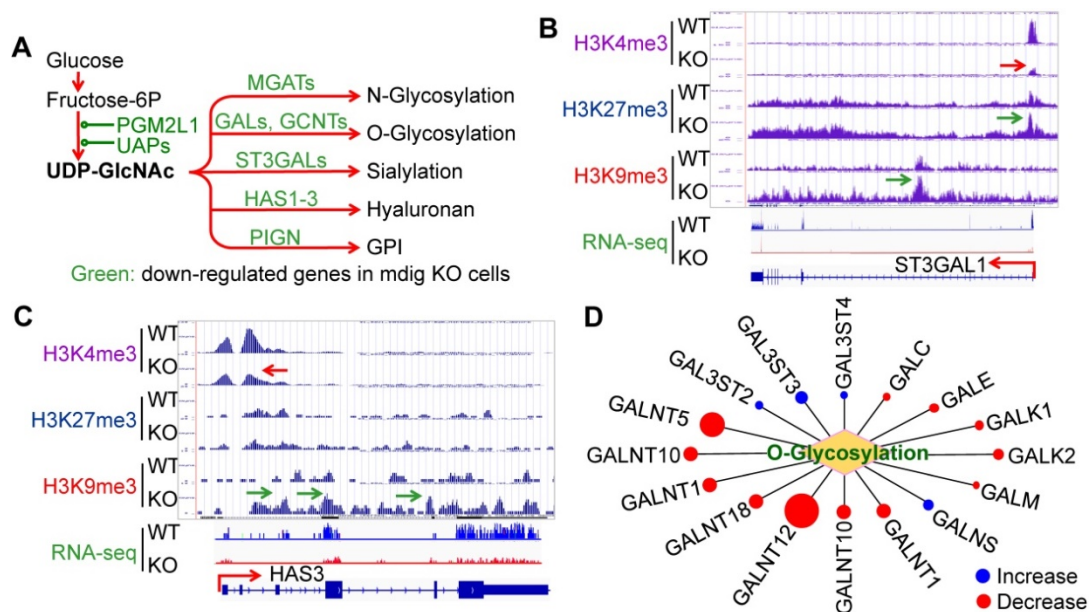 A
Glucose
Fructose-6P
PGM2L1
UAPs
UDP-GlcNAc
MGATs
N-Glycosylation
GALs, GCNTs
O-Glycosylation
ST3GALs
Sialylation
HAS1-3
Hyaluronan
PIGN
GPI
Green: down-regulated genes in mdig KO cells
B
H3K4me3
WT
KO
H3K27me3
WT
KO
H3K9me3
WT
KO
RNA-seq
WT
KO
ST3GAL1
C
H3K4me3
WT
KO
H3K27me3
WT
KO
H3K9me3
WT
KO
RNA-seq
WT
KO
HAS3
D
GAL3ST4
GAL3ST3
GALC
GAL3ST2
GALE
GALNT5
GALK1
O-Glycosylation
GALNT10
GALK2
GALNT1
GALM
GALNT18
GALNS
GALNT12
GALNT10
GALNT1
Increase
Decrease